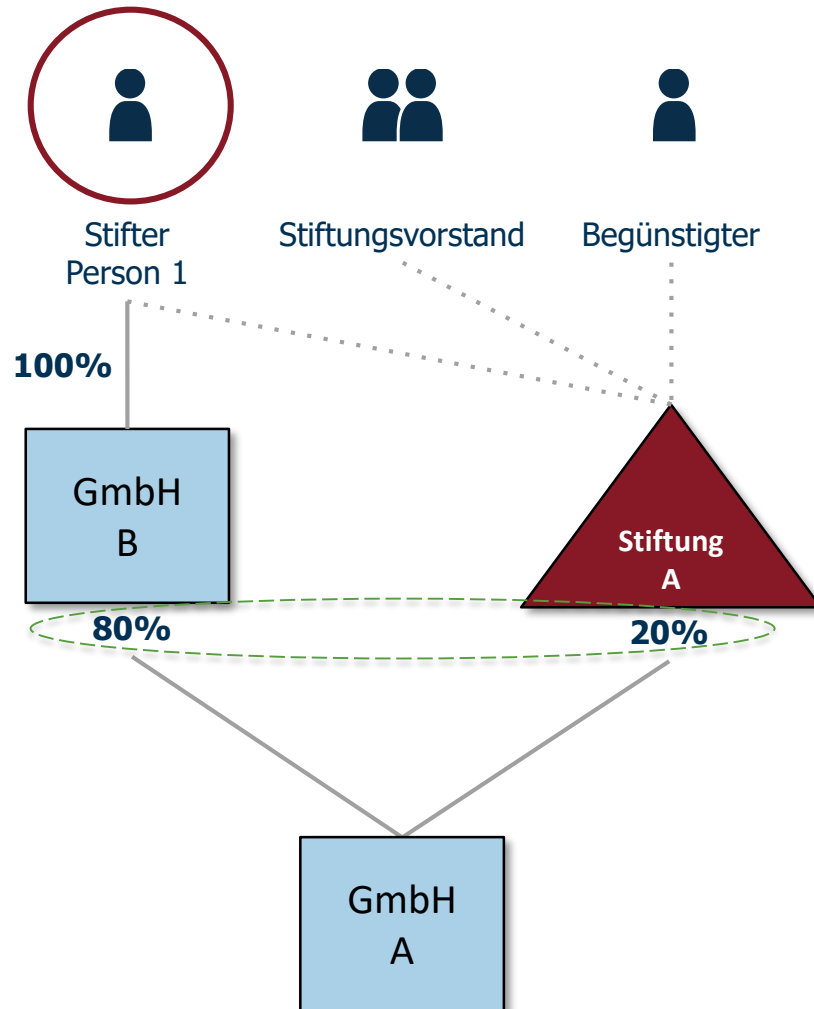 Stifter
Person 1
Stiftungsvorstand
Begünstigter
100%
GmbH
B
Stiftung
A
80%
20%
GmbH
A